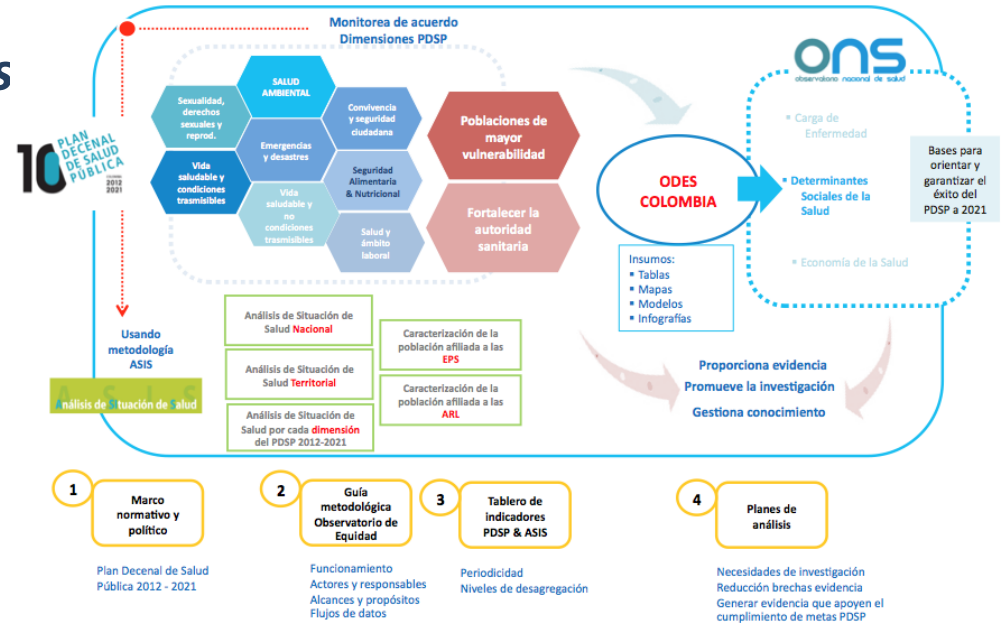 s
Monitorea de acuerdo
Dimensiones PDSP
10
PLAN
DECENAL
DE SALUD
PÚBLICA
COLOMBIA
2012
2021
SALUD
AMBIENTAL
Sexualidad,
derechos
sexuales y
reprod.
Convivencia
y seguridad
ciudadana
Emergencias
y desastres
Vida
saludable y
condiciones
trasmisibles
Seguridad
Alimentaria
& Nutricional
Vida
saludable y
no
condiciones
trasmisibles
Salud y
ámbito
laboral
Poblaciones de
mayor
vulnerabilidad
Fortalecer la
autoridad
sanitaria
ODES
COLOMBIA
Insumos:
▪ Tablas
▪ Mapas
▪ Modelos
▪ Infografías
ons
observatorio nacional de salud
▪ Carga de
Enfermedad
▪ Determinantes
Sociales de la
Salud
▪ Economía de la Salud
Bases para
orientar y
garantizar el
éxito del
PDSP a 2021
Usando
metodología
ASIS
A S I S
Análisis de Situación de Salud
Análisis de Situación de
Salud Nacional
Análisis de Situación de
Salud Territorial
Análisis de Situación de
Salud por cada dimensión
del PDSP 2012-2021
Caracterización de la
población afiliada a las
EPS
Caracterización de la
población afiliada a las
ARL
Proporciona evidencia
Promueve la investigación
Gestiona conocimiento
1
Marco
normativo y
político
Plan Decenal de Salud
Pública 2012 - 2021
2
Guía
metodológica
Observatorio de
Equidad
Funcionamiento
Actores y responsables
Alcances y propósitos
Flujos de datos
3
Tablero de
indicadores
PDSP & ASIS
Periodicidad
Niveles de desagregación
4
Planes de
análisis
Necesidades de investigación
Reducción brechas evidencia
Generar evidencia que apoyen el
cumplimiento de metas PDSP